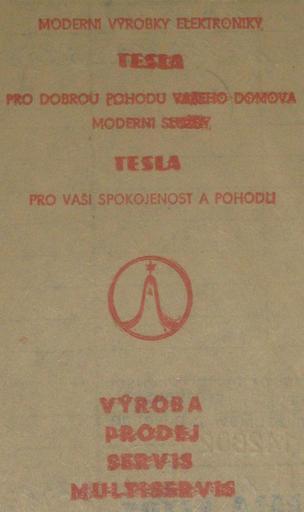 MODERNÍ VÝROBKY ELEKTRONIKY
TESLA
PRO DOBROU POHODU VAŠEHO DOMOVA
MODERNÍ SLUŽBY
TESLA
PRO VAŠI SPOKOJENOST A POHODLÍ
VÝROBA
PRODEJ
SERVIS
MULTISERVIS